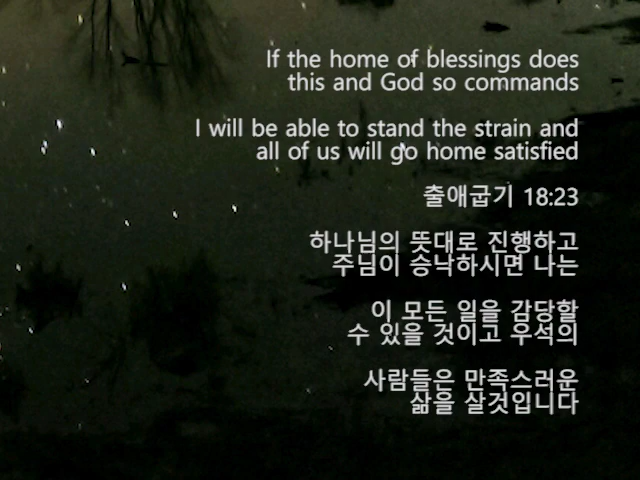 If the home of blessings does
this and God so commands
I will be able to stand the strain and
all of us will go home satisfied
출애굽기 18:23
하나님의 뜻대로 진행하고
주님이 승낙하시면 나는
이 모든 일을 감당할
수 있을 것이고 우석의
사람들은 만족스러운
삶을 살것입니다